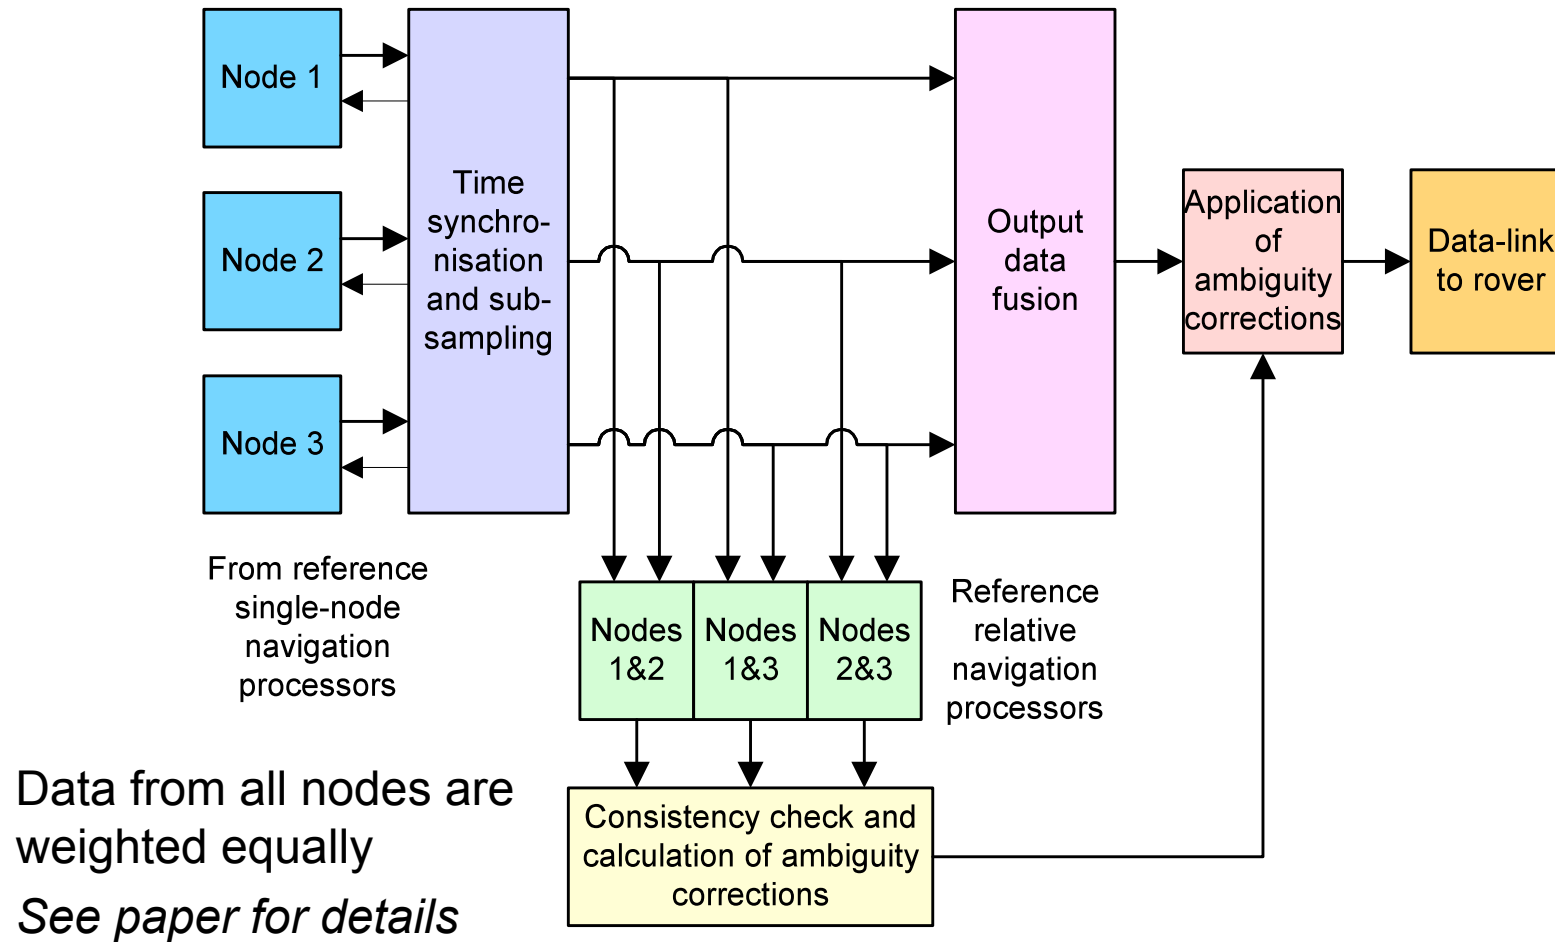 Node 1
Node 2
Node 3
Time
synchro-
nisation
and sub-
sampling
Output
data
fusion
Application
of
ambiguity
corrections
Data-link
to rover
From reference
single-node
navigation
processors
Nodes
1&2
Nodes
1&3
Nodes
2&3
Reference
relative
navigation
processors
Consistency check and
calculation of ambiguity
corrections
Data from all nodes are
weighted equally
See paper for details